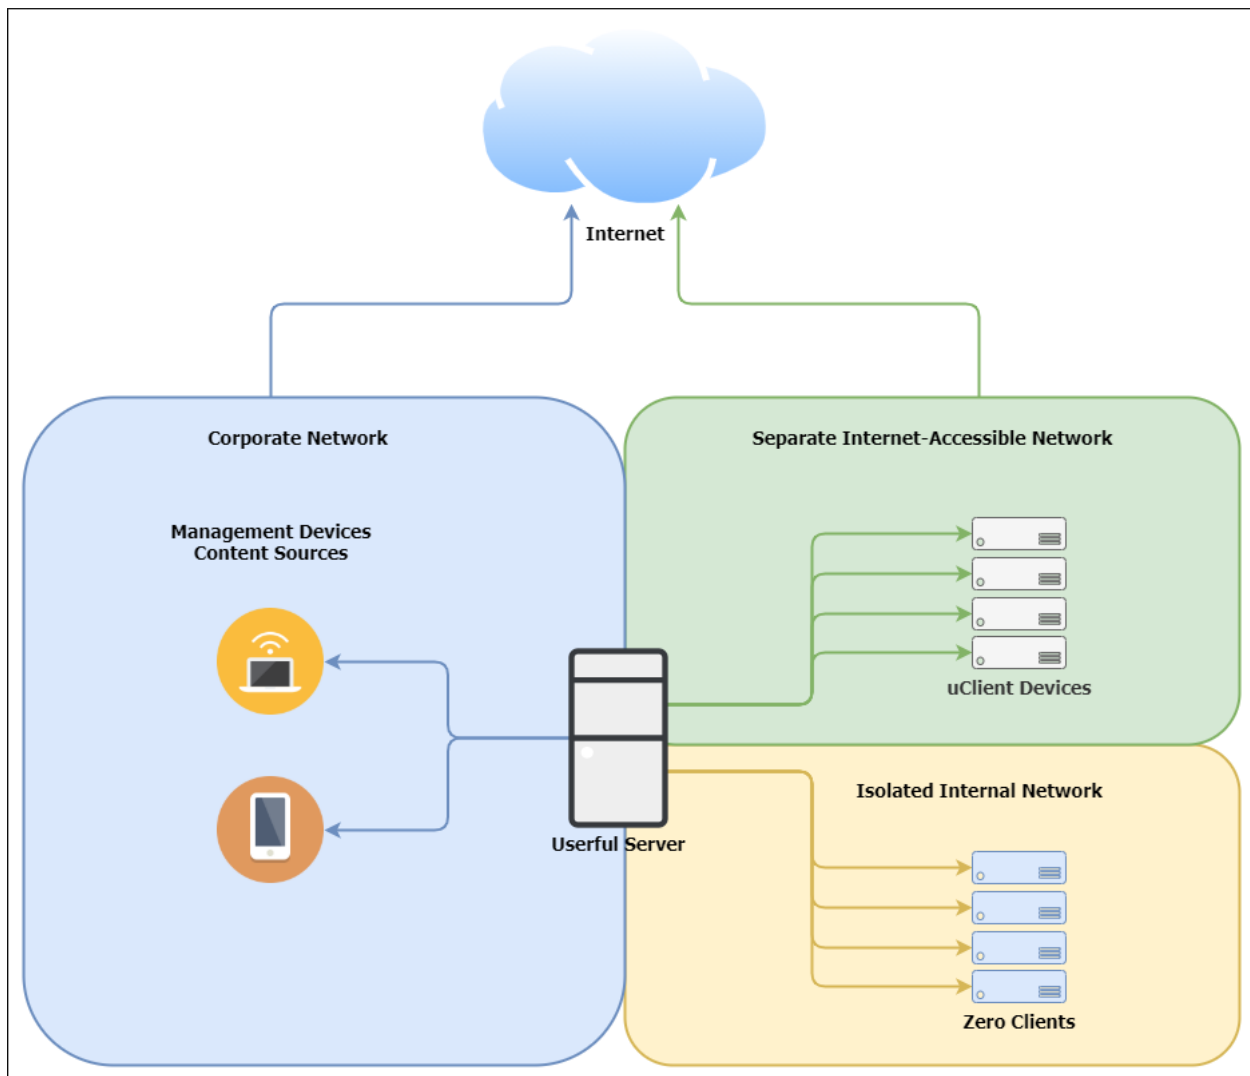 Internet
Corporate Network
Separate Internet-Accessible Network
Management Devices
Content Sources
uClient Devices
Userful Server
Isolated Internal Network
Zero Clients